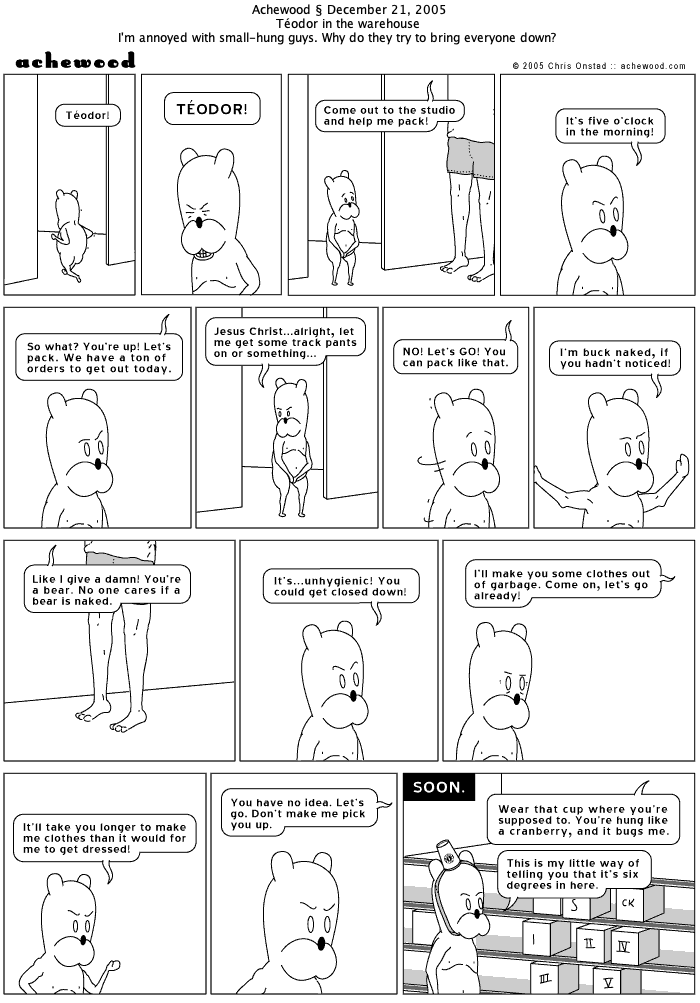 Achewood § December 21, 2005
Téodor in the warehouse
I'm annoyed with small-hung guys. Why do they try to bring everyone down?
achewood
© 2005 Chris Onstad :: achewood.com
Téodor!
TÉODOR!
Come out to the studio
and help me pack!
It's five o'clock
in the morning!
So what? You're up! Let's
pack. We have a ton of
orders to get out today.
Jesus Christ...alright, let
me get some track pants
on or something...
NO! Let's GO! You
can pack like that.
I'm buck naked, if
you hadn't noticed!
Like I give a damn! You're
a bear. No one cares if a
bear is naked.
It's...unhygienic! You
could get closed down!
I'll make you some clothes out
of garbage. Come on, let's go
already!
It'll take you longer to make
me clothes than it would for
me to get dressed!
You have no idea. Let's
go. Don't make me pick
you up.
SOON.
Wear that cup where you're
supposed to. You're hung like
a cranberry, and it bugs me.
This is my little way of
telling you that it's six
degrees in here.
S
CK
I
II
IV
III
V